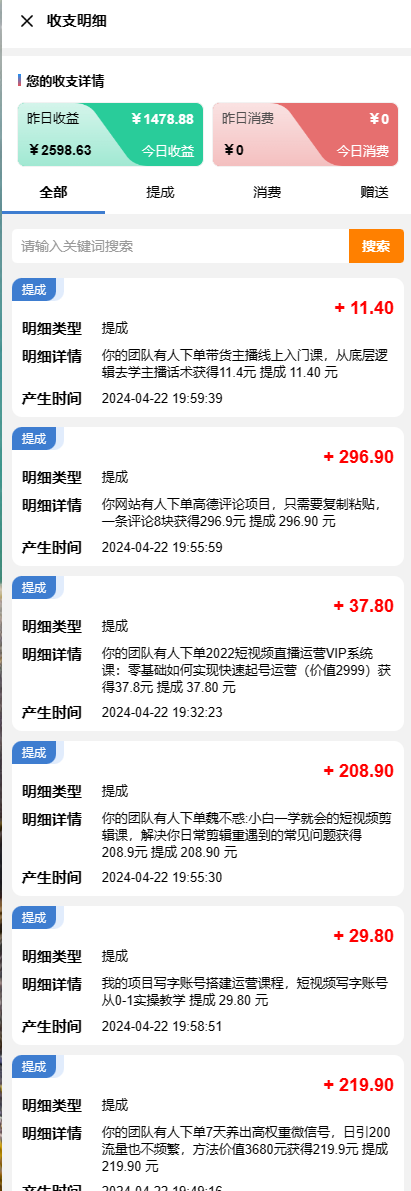 收支明细
您的收支详情
昨日收益 ￥1478.88
￥2598.63 今日收益
昨日消费 ￥0
￥0 今日消费
全部 提成 消费 赠送
请输入关键词搜索 搜索
提成
+ 11.40
明细类型 提成
明细详情 你的团队有人下单带货主播线上入门课，从底层逻
辑去学主播话术获得11.4元 提成 11.40 元
产生时间 2024-04-22 19:59:39
提成
+ 296.90
明细类型 提成
明细详情 你网站有人下单高德评论项目，只需要复制粘贴，
一条评论8块获得296.9元 提成 296.90 元
产生时间 2024-04-22 19:55:59
提成
+ 37.80
明细类型 提成
明细详情 你的团队有人下单2022短视频直播运营VIP系统
课：零基础如何实现快速起号运营（价值2999）获
得37.8元 提成 37.80 元
产生时间 2024-04-22 19:32:23
提成
+ 208.90
明细类型 提成
明细详情 你的团队有人下单魏不惑:小白一学就会的短视频剪
辑课，解决你日常剪辑重遇到的常见问题获得
208.9元 提成 208.90 元
产生时间 2024-04-22 19:55:30
提成
+ 29.80
明细类型 提成
明细详情 我的项目写字账号搭建运营课程，短视频写字账号
从0-1实操教学 提成 29.80 元
产生时间 2024-04-22 19:58:51
提成
+ 219.90
明细类型 提成
明细详情 你的团队有人下单7天养出高权重微信号，日引200
流量也不频繁，方法价值3680元获得219.9元 提成
219.90 元
产生时间 2024-04-22 19:49:16